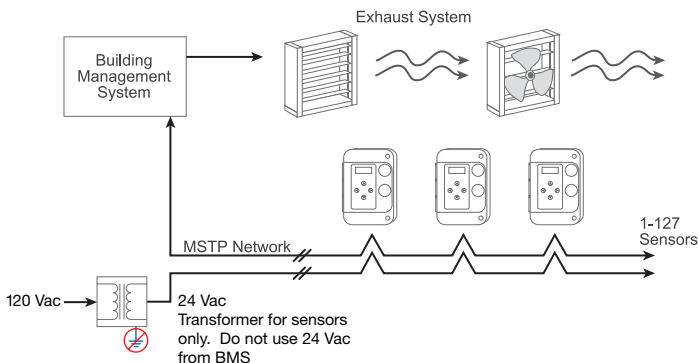 Exhaust System
Building
Management
System
1-127
Sensors
MSTP Network
120 Vac
24 Vac
Transformer for sensors
only. Do not use 24 Vac
from BMS